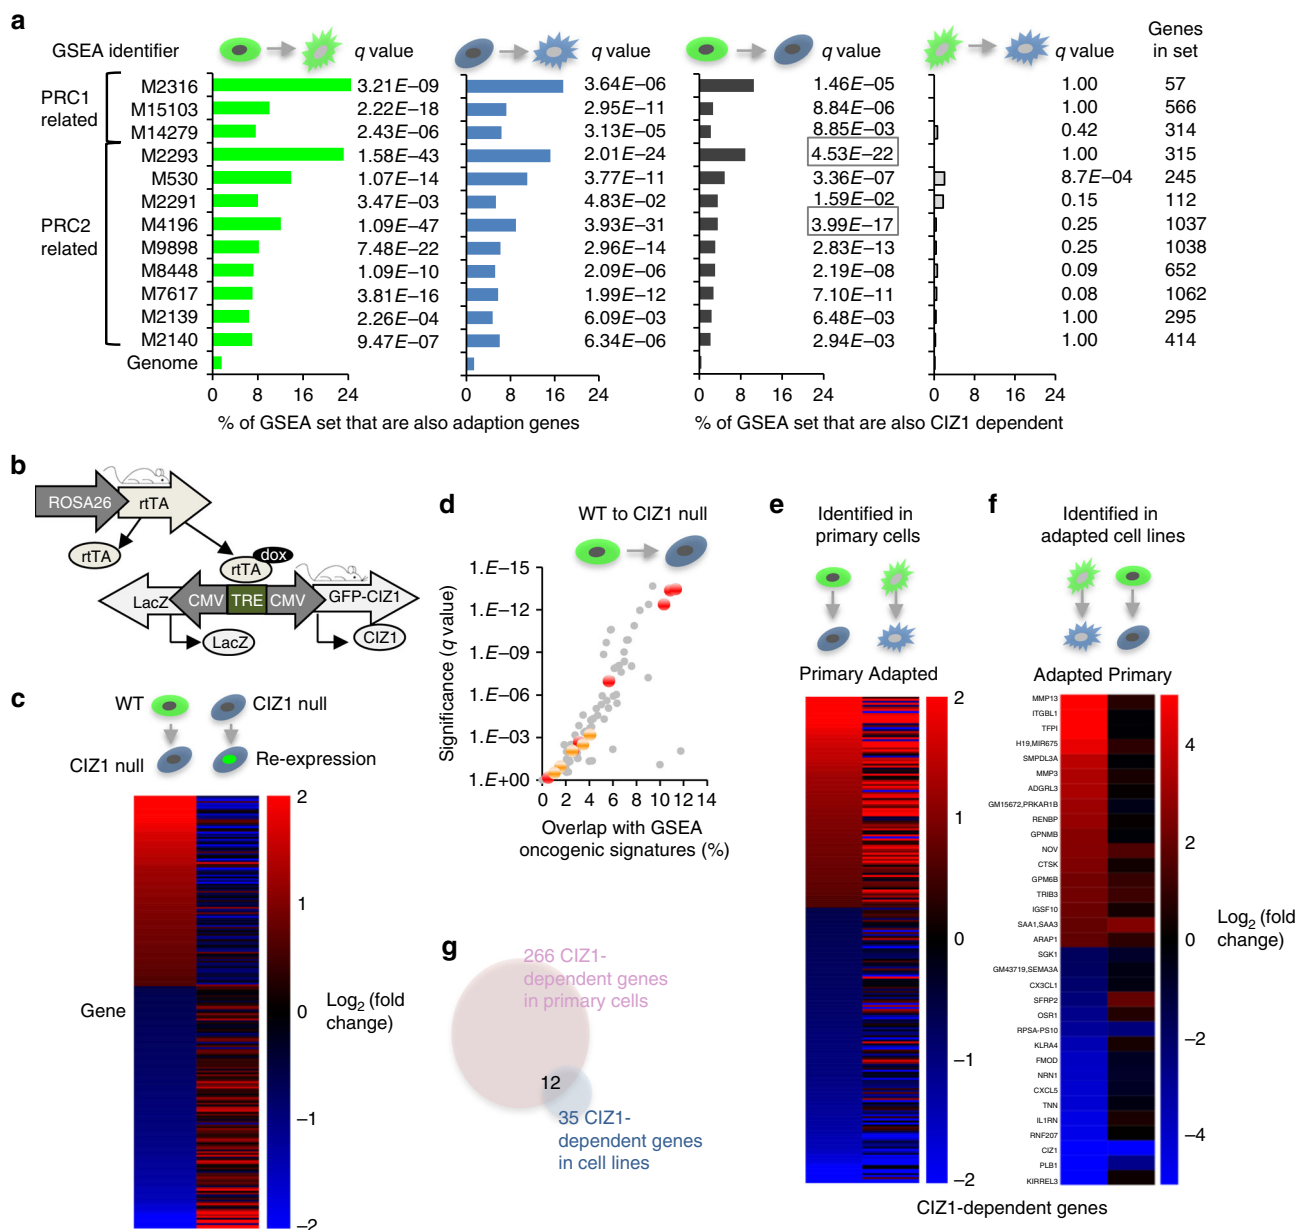 a
GSEA identifier
q value
q value
q value
q value
Genes in set
PRC1 related
M2316 3.21E–09 3.64E–06 1.46E–05 1.00 57
M15103 2.22E–18 2.95E–11 8.84E–06 1.00 566
M14279 2.43E–06 3.13E–05 8.85E–03 0.42 314
PRC2 related
M2293 1.58E–43 2.01E–24 4.53E–22 1.00 315
M530 1.07E–14 3.77E–11 3.36E–07 8.7E–04 245
M2291 3.47E–03 4.83E–02 1.59E–02 0.15 112
M4196 1.09E–47 3.93E–31 3.99E–17 0.25 1037
M9898 7.48E–22 2.96E–14 2.83E–13 0.25 1038
M8448 1.09E–10 2.09E–06 2.19E–08 0.09 652
M7617 3.81E–16 1.99E–12 7.10E–11 0.08 1062
M2139 2.26E–04 6.09E–03 6.48E–03 1.00 295
M2140 9.47E–07 6.34E–06 2.94E–03 1.00 414
Genome
0 8 16 24 0 8 16 24 0 8 16 24 0 8 16 24
% of GSEA set that are also adaption genes
% of GSEA set that are also CIZ1 dependent
b
ROSA26
rtTA
rtTA
rtTA
dox
LacZ
CMV
TRE
CMV
GFP-CIZ1
LacZ
CIZ1
c
WT
CIZ1 null
CIZ1 null
Re-expression
Gene
2
1
0
–1
–2
Log2 (fold
change)
d
WT to CIZ1 null
Significance (q value)
1.E–15
1.E–12
1.E–09
1.E–06
1.E–03
1.E+00
0 2 4 6 8 10 12 14
Overlap with GSEA
oncogenic signatures (%)
e
Identified in
primary cells
Primary Adapted
2
1
0
–1
–2
f
Identified in
adapted cell lines
Adapted Primary
MMP13
ITGBL1
TFPI
H19,MIR675
SMPDL3A
MMP3
ADGRL3
GM15672,PRKAR1B
RENBP
GPNMB
NOV
CTSK
GPM6B
TRIB3
IGSF10
SAA1,SAA3
ARAP1
SGK1
GM43719,SEMA3A
CX3CL1
SFRP2
OSR1
RPSA-PS10
KLRA4
FMOD
NRN1
CXCL5
TNN
IL1RN
RNF207
CIZ1
PLB1
KIRREL3
4
2
0
–2
–4
Log2 (fold
change)
CIZ1-dependent genes
g
266 CIZ1-
dependent genes
in primary cells
12
35 CIZ1-
dependent genes
in cell lines